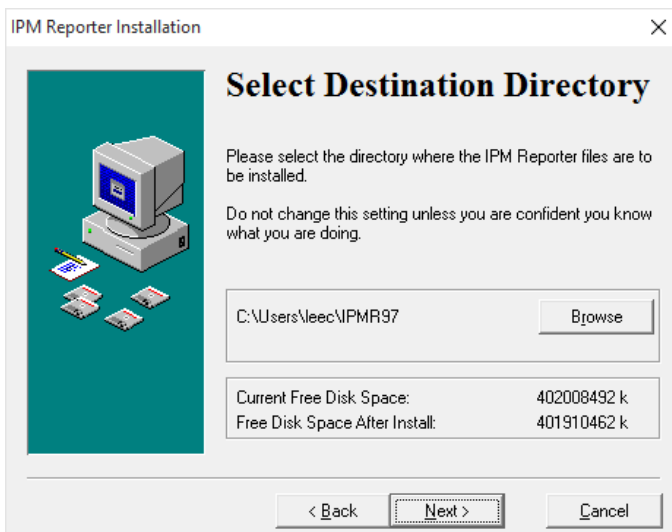 IPM Reporter Installation
Select Destination Directory
Please select the directory where the IPM Reporter files are to
be installed.
Do not change this setting unless you are confident you know
what you are doing.
C:\Users\leec\IPMR97
Browse
Current Free Disk Space: 402008492 k
Free Disk Space After Install: 401910462 k
< Back
Next >
Cancel